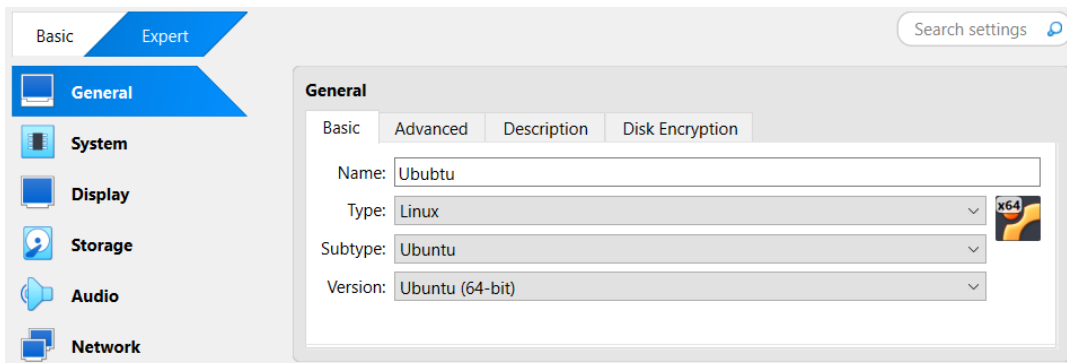 Basic Expert Search settings
General
System
Display
Storage
Audio
Network
General
Basic Advanced Description Disk Encryption
Name: Ububtu
Type: Linux
x64
Subtype: Ubuntu
Version: Ubuntu (64-bit)